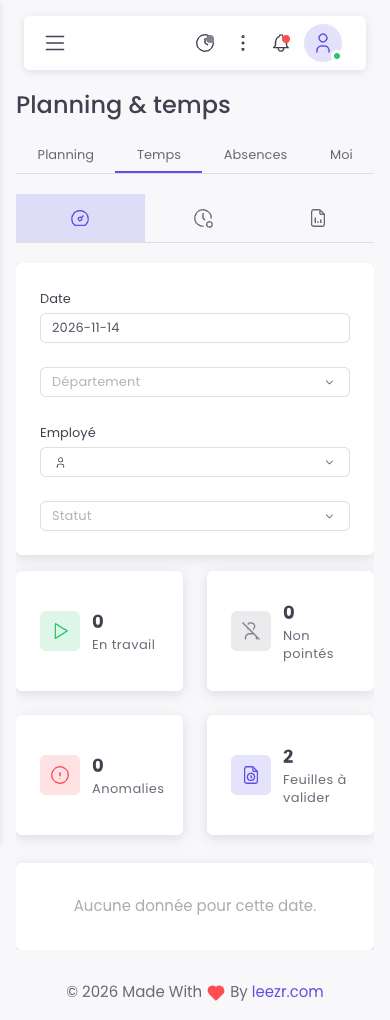 Planning & temps
Planning Temps Absences Moi
Date
2026-11-14
Département
Employé
Statut
0
En travail
0
Non
pointés
0
Anomalies
2
Feuilles à
valider
Aucune donnée pour cette date.
© 2026 Made With By leezr.com